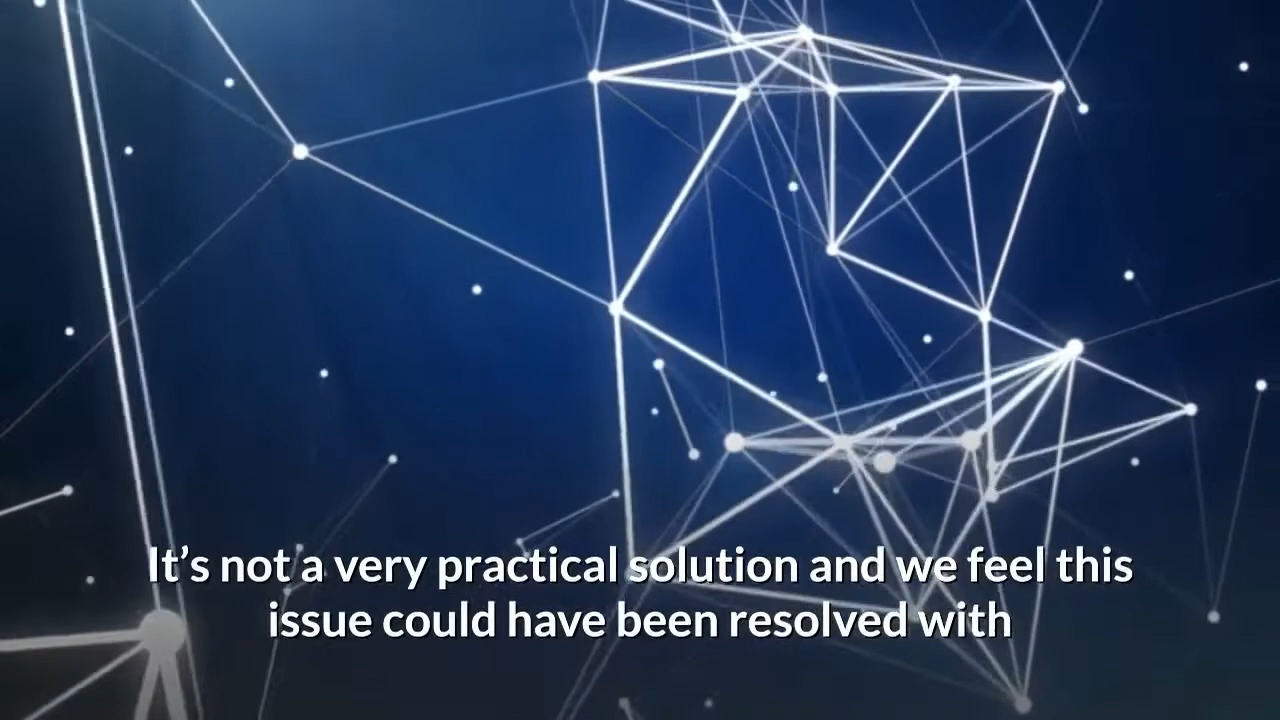 It’s not a very practical solution and we feel this
issue could have been resolved with